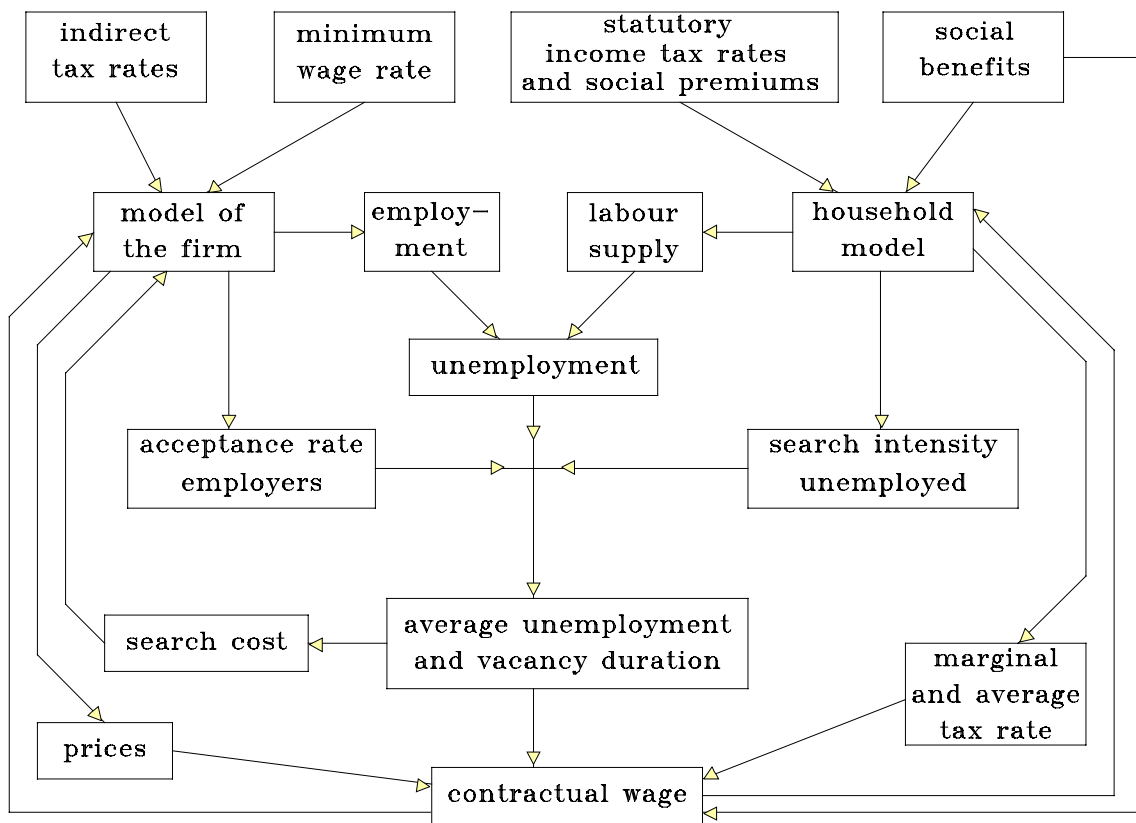 indirect
tax rates
minimum
wage rate
statutory
income tax rates
and social premiums
social
benefits
model of
the firm
employ-
ment
labour
supply
household
model
unemployment
acceptance rate
employers
search intensity
unemployed
search cost
average unemployment
and vacancy duration
marginal
and average
tax rate
prices
contractual wage